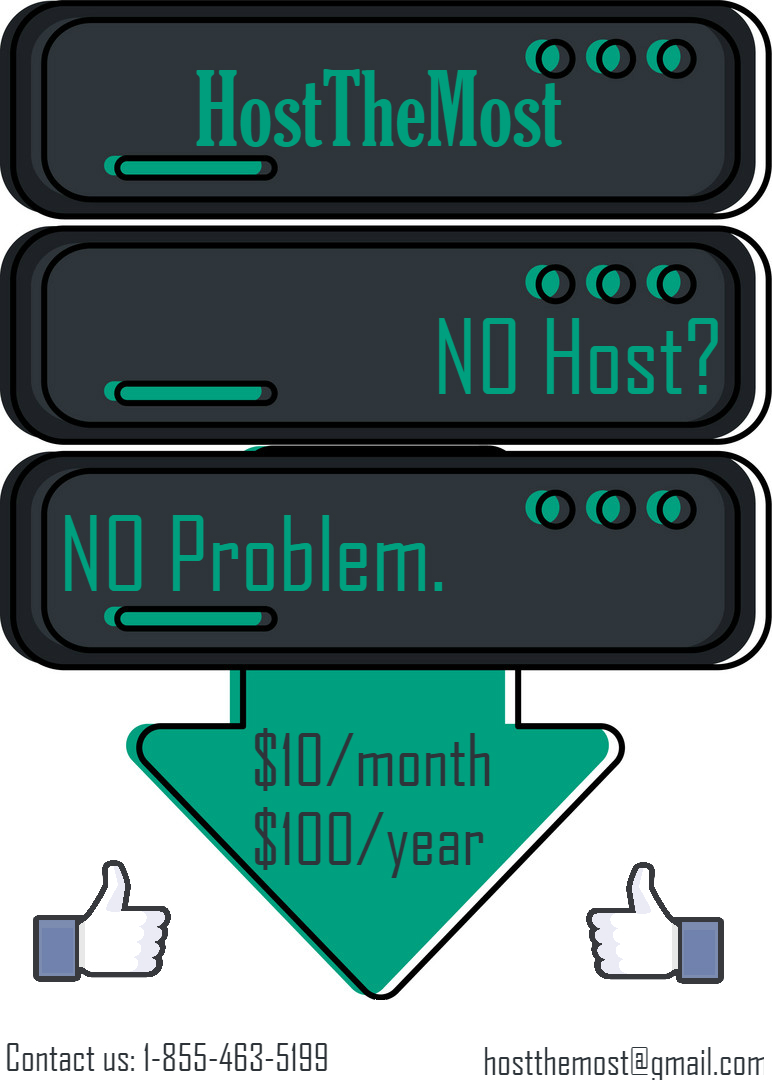 HostTheMost
NO Host?
NO Problem.
$10/month
$100/year
Contact us: 1-855-463-5199
hostthemost@gmail.com